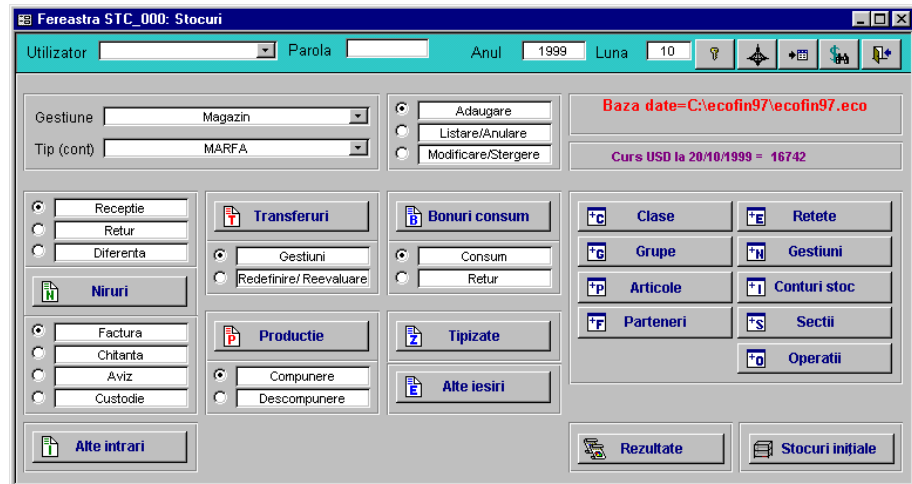 Fereastra STC_000: Stocuri
Utilizator Parola Anul 1999 Luna 10
Gestiune Magazin
Tip (cont) MARFA
Adaugare
Listare/Anulare
Modificare/Stergere
Baza date=C:\ecofin97\ecofin97.eco
Curs USD la 20/10/1999 = 16742
Receptie
Retur
Diferenta
N Niruri
Factura
Chitanta
Aviz
Custodie
I Alte intrari
T Transferuri
Gestiuni
Redefinire/ Reevaluare
P Productie
Compunere
Descompunere
B Bonuri consum
Consum
Retur
Z Tipizate
E Alte iesiri
+C Clase
+G Grupe
+P Articole
+F Parteneri
+E Retete
+N Gestiuni
+I Conturi stoc
+S Sectii
+O Operatii
Rezultate
Stocuri inițiale